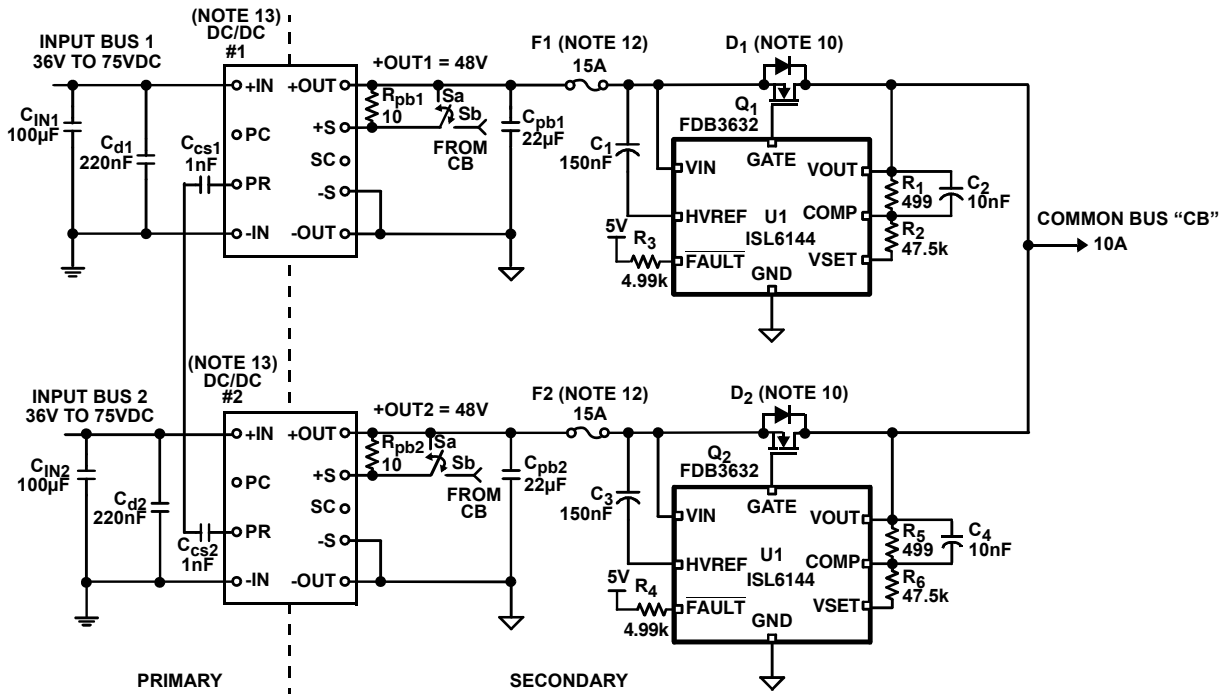 (NOTE 13)
DC/DC
#1
INPUT BUS 1
36V TO 75VDC
+OUT1 = 48V
F1 (NOTE 12)
15A
D1 (NOTE 10)
+IN
+OUT
Rpb1
10
Sa
Sb
FROM
CB
CIN1
100µF
Cd1
220nF
Ccs1
1nF
PC
PR
-IN
+S
SC
-S
-OUT
Cpb1
22µF
C1
150nF
Q1
FDB3632
GATE
VIN
VOUT
HVREF
U1
ISL6144
COMP
FAULT
GND
VSET
5V
R3
4.99k
R1
499
C2
10nF
R2
47.5k
COMMON BUS "CB"
10A
(NOTE 13)
DC/DC
#2
INPUT BUS 2
36V TO 75VDC
+OUT2 = 48V
F2 (NOTE 12)
15A
D2 (NOTE 10)
+IN
+OUT
Rpb2
10
Sa
Sb
FROM
CB
CIN2
100µF
Cd2
220nF
Ccs2
1nF
PC
PR
-IN
+S
SC
-S
-OUT
Cpb2
22µF
C3
150nF
Q2
FDB3632
GATE
VIN
VOUT
HVREF
U1
ISL6144
COMP
FAULT
GND
VSET
5V
R4
4.99k
R5
499
C4
10nF
R6
47.5k
PRIMARY
SECONDARY